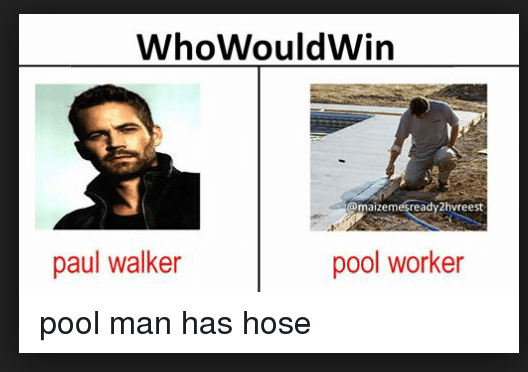 WhoWouldWin
@maizemesready2hvreest
paul walker
pool worker
pool man has hose